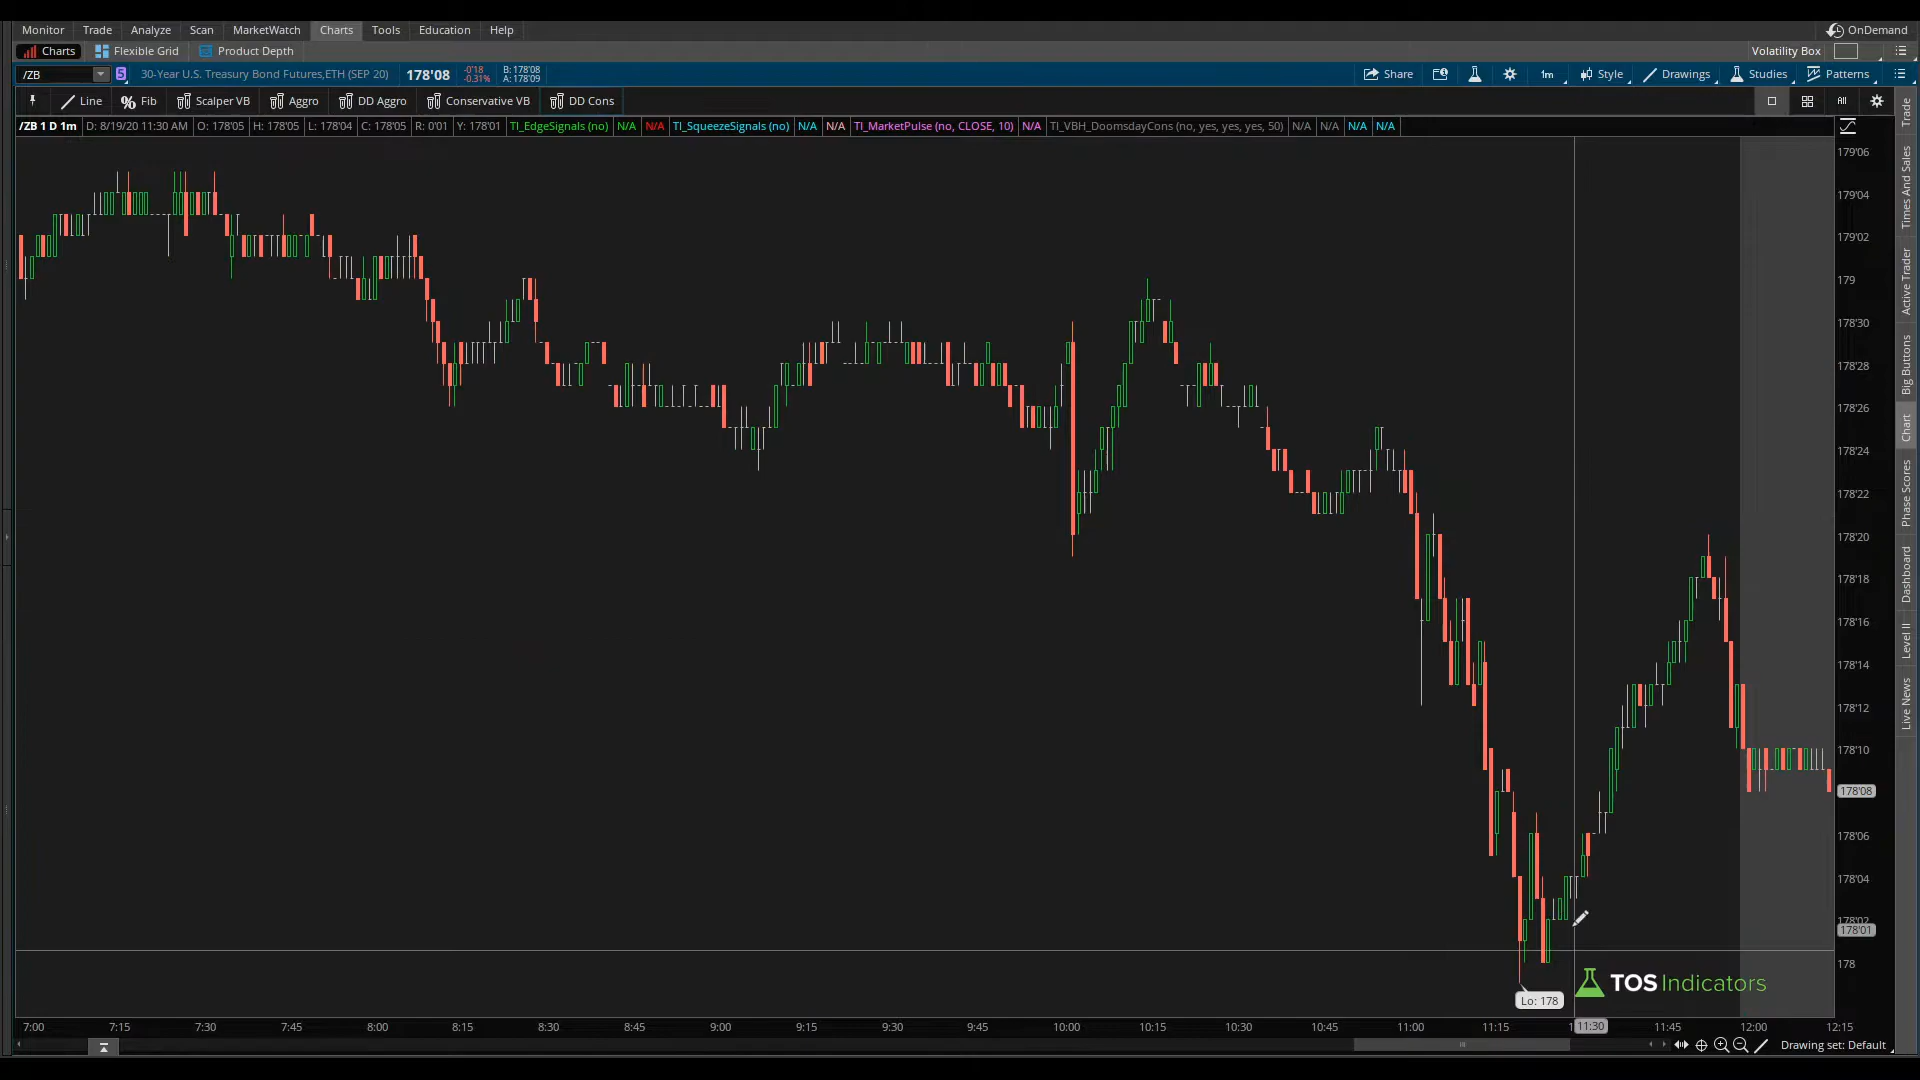 Monitor Trade Analyze Scan MarketWatch Charts Tools Education Help OnDemand
Charts Flexible Grid Product Depth Volatility Box
/ZB 5 30-Year U.S. Treasury Bond Futures,ETH (SEP 20) 178'08 -0'18 -0.31% B: 178'08 A: 178'09 Share 1m Style Drawings Studies Patterns
Line % Fib Scalper VB Aggro DD Aggro Conservative VB DD Cons All
/ZB 1 D 1m D: 8/19/20 11:30 AM O: 178'05 H: 178'05 L: 178'04 C: 178'05 R: 0'01 Y: 178'01 TI_EdgeSignals (no) N/A N/A TI_SqueezeSignals (no) N/A N/A TI_MarketPulse (no, CLOSE, 10) N/A TI_VBH_DoomsdayCons (no, yes, yes, yes, 50) N/A N/A N/A N/A
179'06
179'04
179'02
179
178'30
178'28
178'26
178'24
178'22
178'20
178'18
178'16
178'14
178'12
178'10
178'08
178'06
178'04
178'02
178'01
178
Lo: 178
TOS Indicators
7:00 7:15 7:30 7:45 8:00 8:15 8:30 8:45 9:00 9:15 9:30 9:45 10:00 10:15 10:30 10:45 11:00 11:15 11:30 11:45 12:00 12:15
Drawing set: Default
Trade
Times And Sales
Active Trader
Big Buttons
Chart
Phase Scores
Dashboard
Level II
Live News